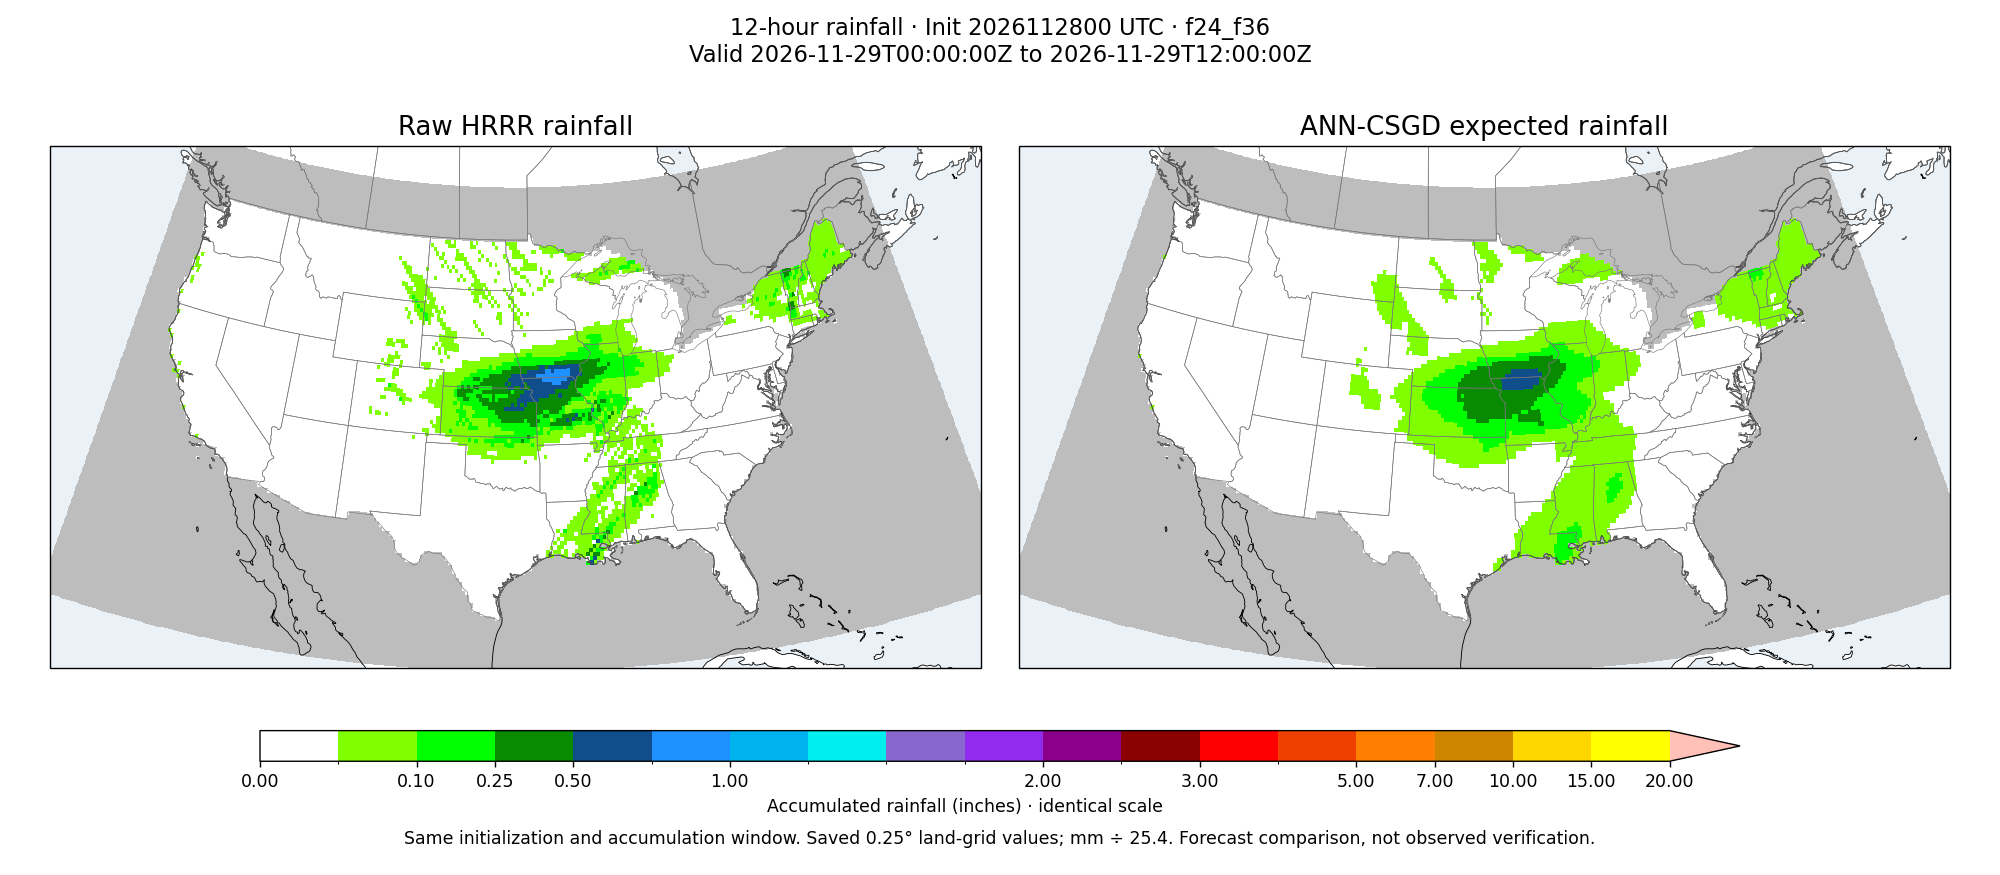 12-hour rainfall · Init 2026112800 UTC · f24_f36
Valid 2026-11-29T00:00:00Z to 2026-11-29T12:00:00Z
Raw HRRR rainfall
ANN-CSGD expected rainfall
0.00 0.10 0.25 0.50 1.00 2.00 3.00 5.00 7.00 10.00 15.00 20.00
Accumulated rainfall (inches) · identical scale
Same initialization and accumulation window. Saved 0.25° land-grid values; mm ÷ 25.4. Forecast comparison, not observed verification.